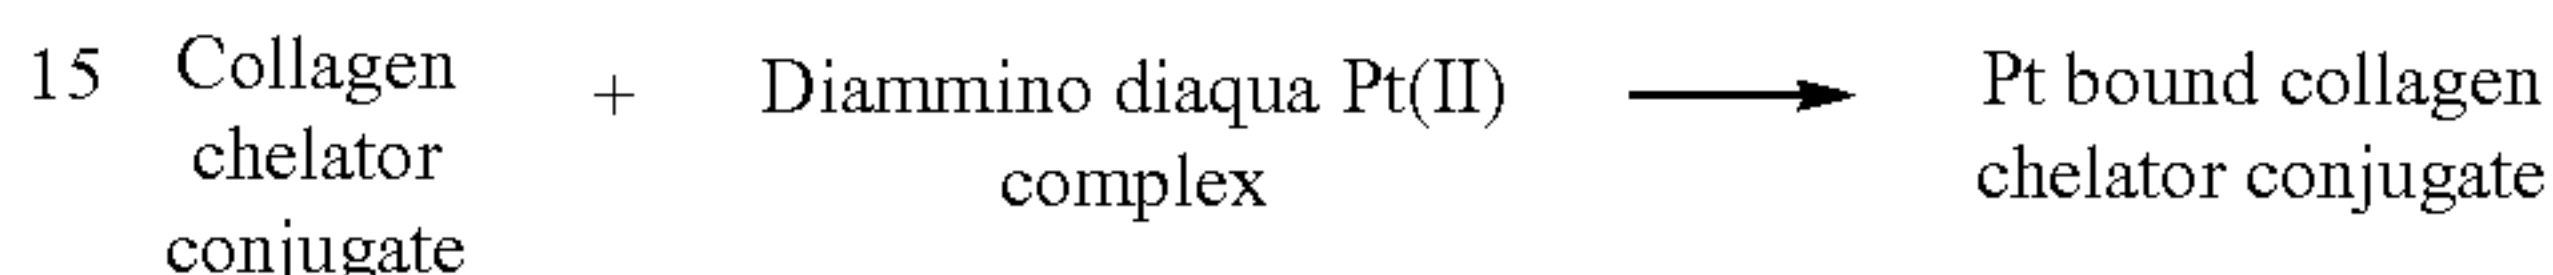 15 Collagen + Diammino diaqua Pt(II) Pt bound collagen
chelator complex chelator conjugate
conjugate